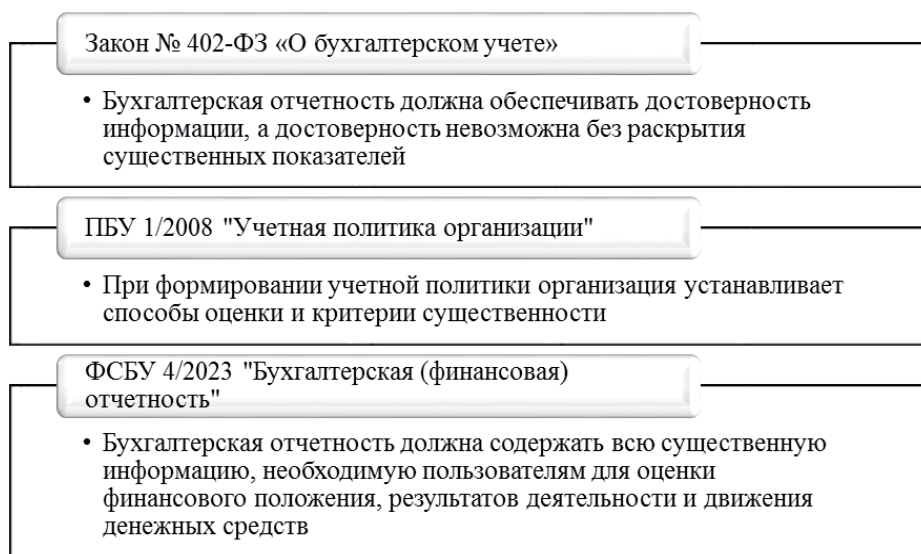 Закон № 402-ФЗ «О бухгалтерском учете»
• Бухгалтерская отчетность должна обеспечивать достоверность
информации, а достоверность невозможна без раскрытия
существенных показателей
ПБУ 1/2008 "Учетная политика организации"
• При формировании учетной политики организация устанавливает
способы оценки и критерии существенности
ФСБУ 4/2023 "Бухгалтерская (финансовая)
отчетность"
• Бухгалтерская отчетность должна содержать всю существенную
информацию, необходимую пользователям для оценки
финансового положения, результатов деятельности и движения
денежных средств